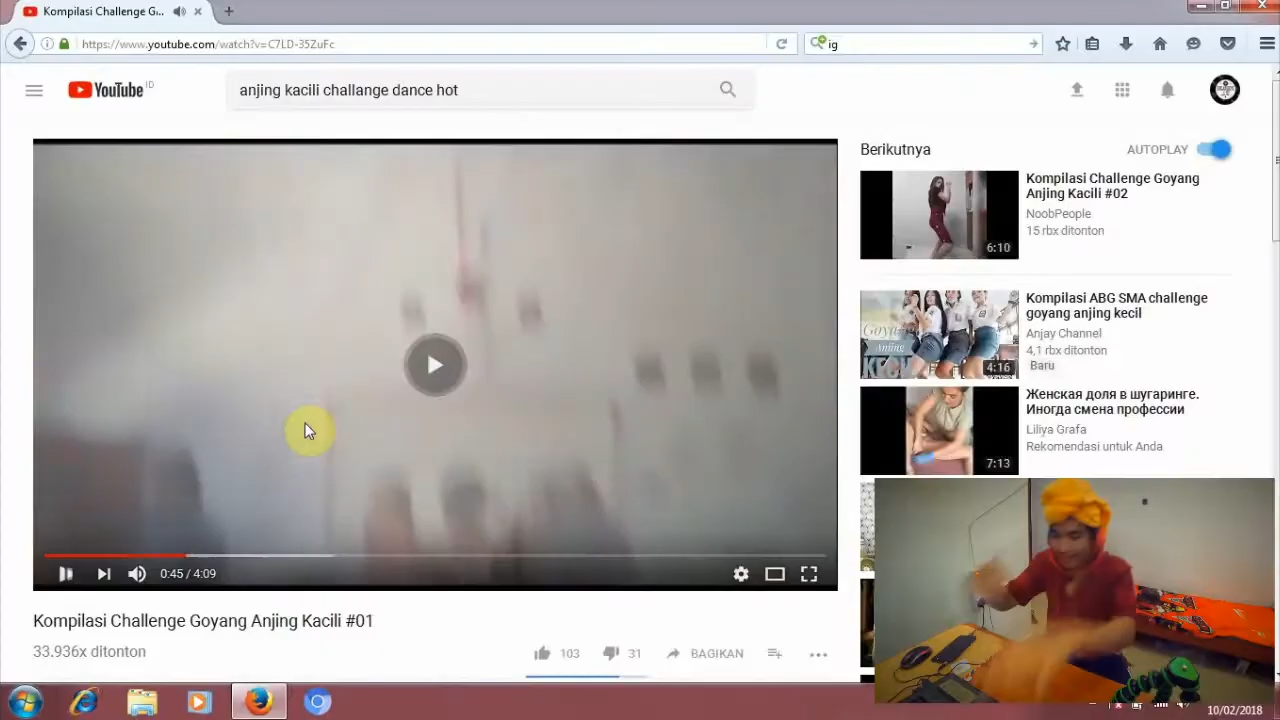 Kompilasi Challenge G..
https://www.youtube.com/watch?v=C7LD-35ZuFc
ig
YouTube ID
anjing kacili challange dance hot
Berikutnya
AUTOPLAY
Kompilasi Challenge Goyang
Anjing Kacili #02
NoobPeople
15 rbx ditonton
6:10
Kompilasi ABG SMA challenge
goyang anjing kecil
Anjay Channel
4,1 rbx ditonton
Baru
Goyang
Anjing
KECIL
4:16
Женская доля в шугаринге.
Иногда смена профессии
Liliya Grafa
Rekomendasi untuk Anda
7:13
0:45 / 4:09
Kompilasi Challenge Goyang Anjing Kacili #01
33.936x ditonton
103
31
BAGIKAN
10/02/2018